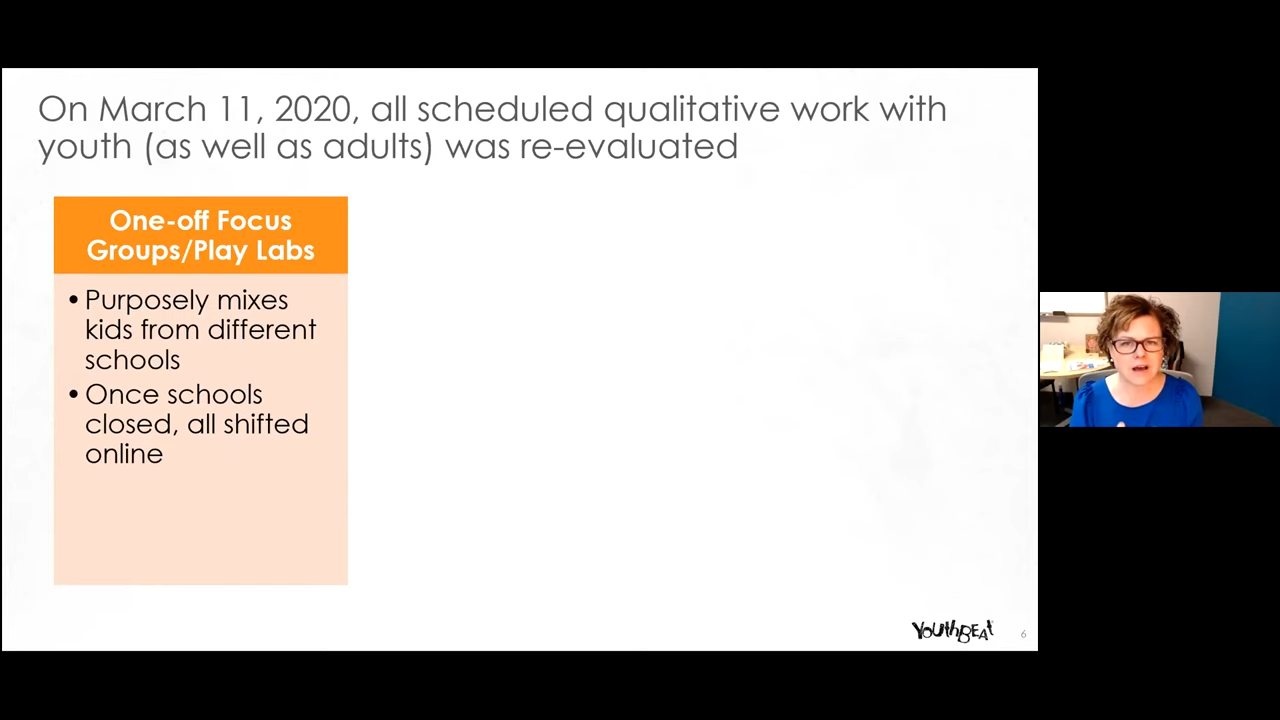 On March 11, 2020, all scheduled qualitative work with
youth (as well as adults) was re-evaluated
One-off Focus
Groups/Play Labs
• Purposely mixes
kids from different
schools
• Once schools
closed, all shifted
online
YouthBeat
6